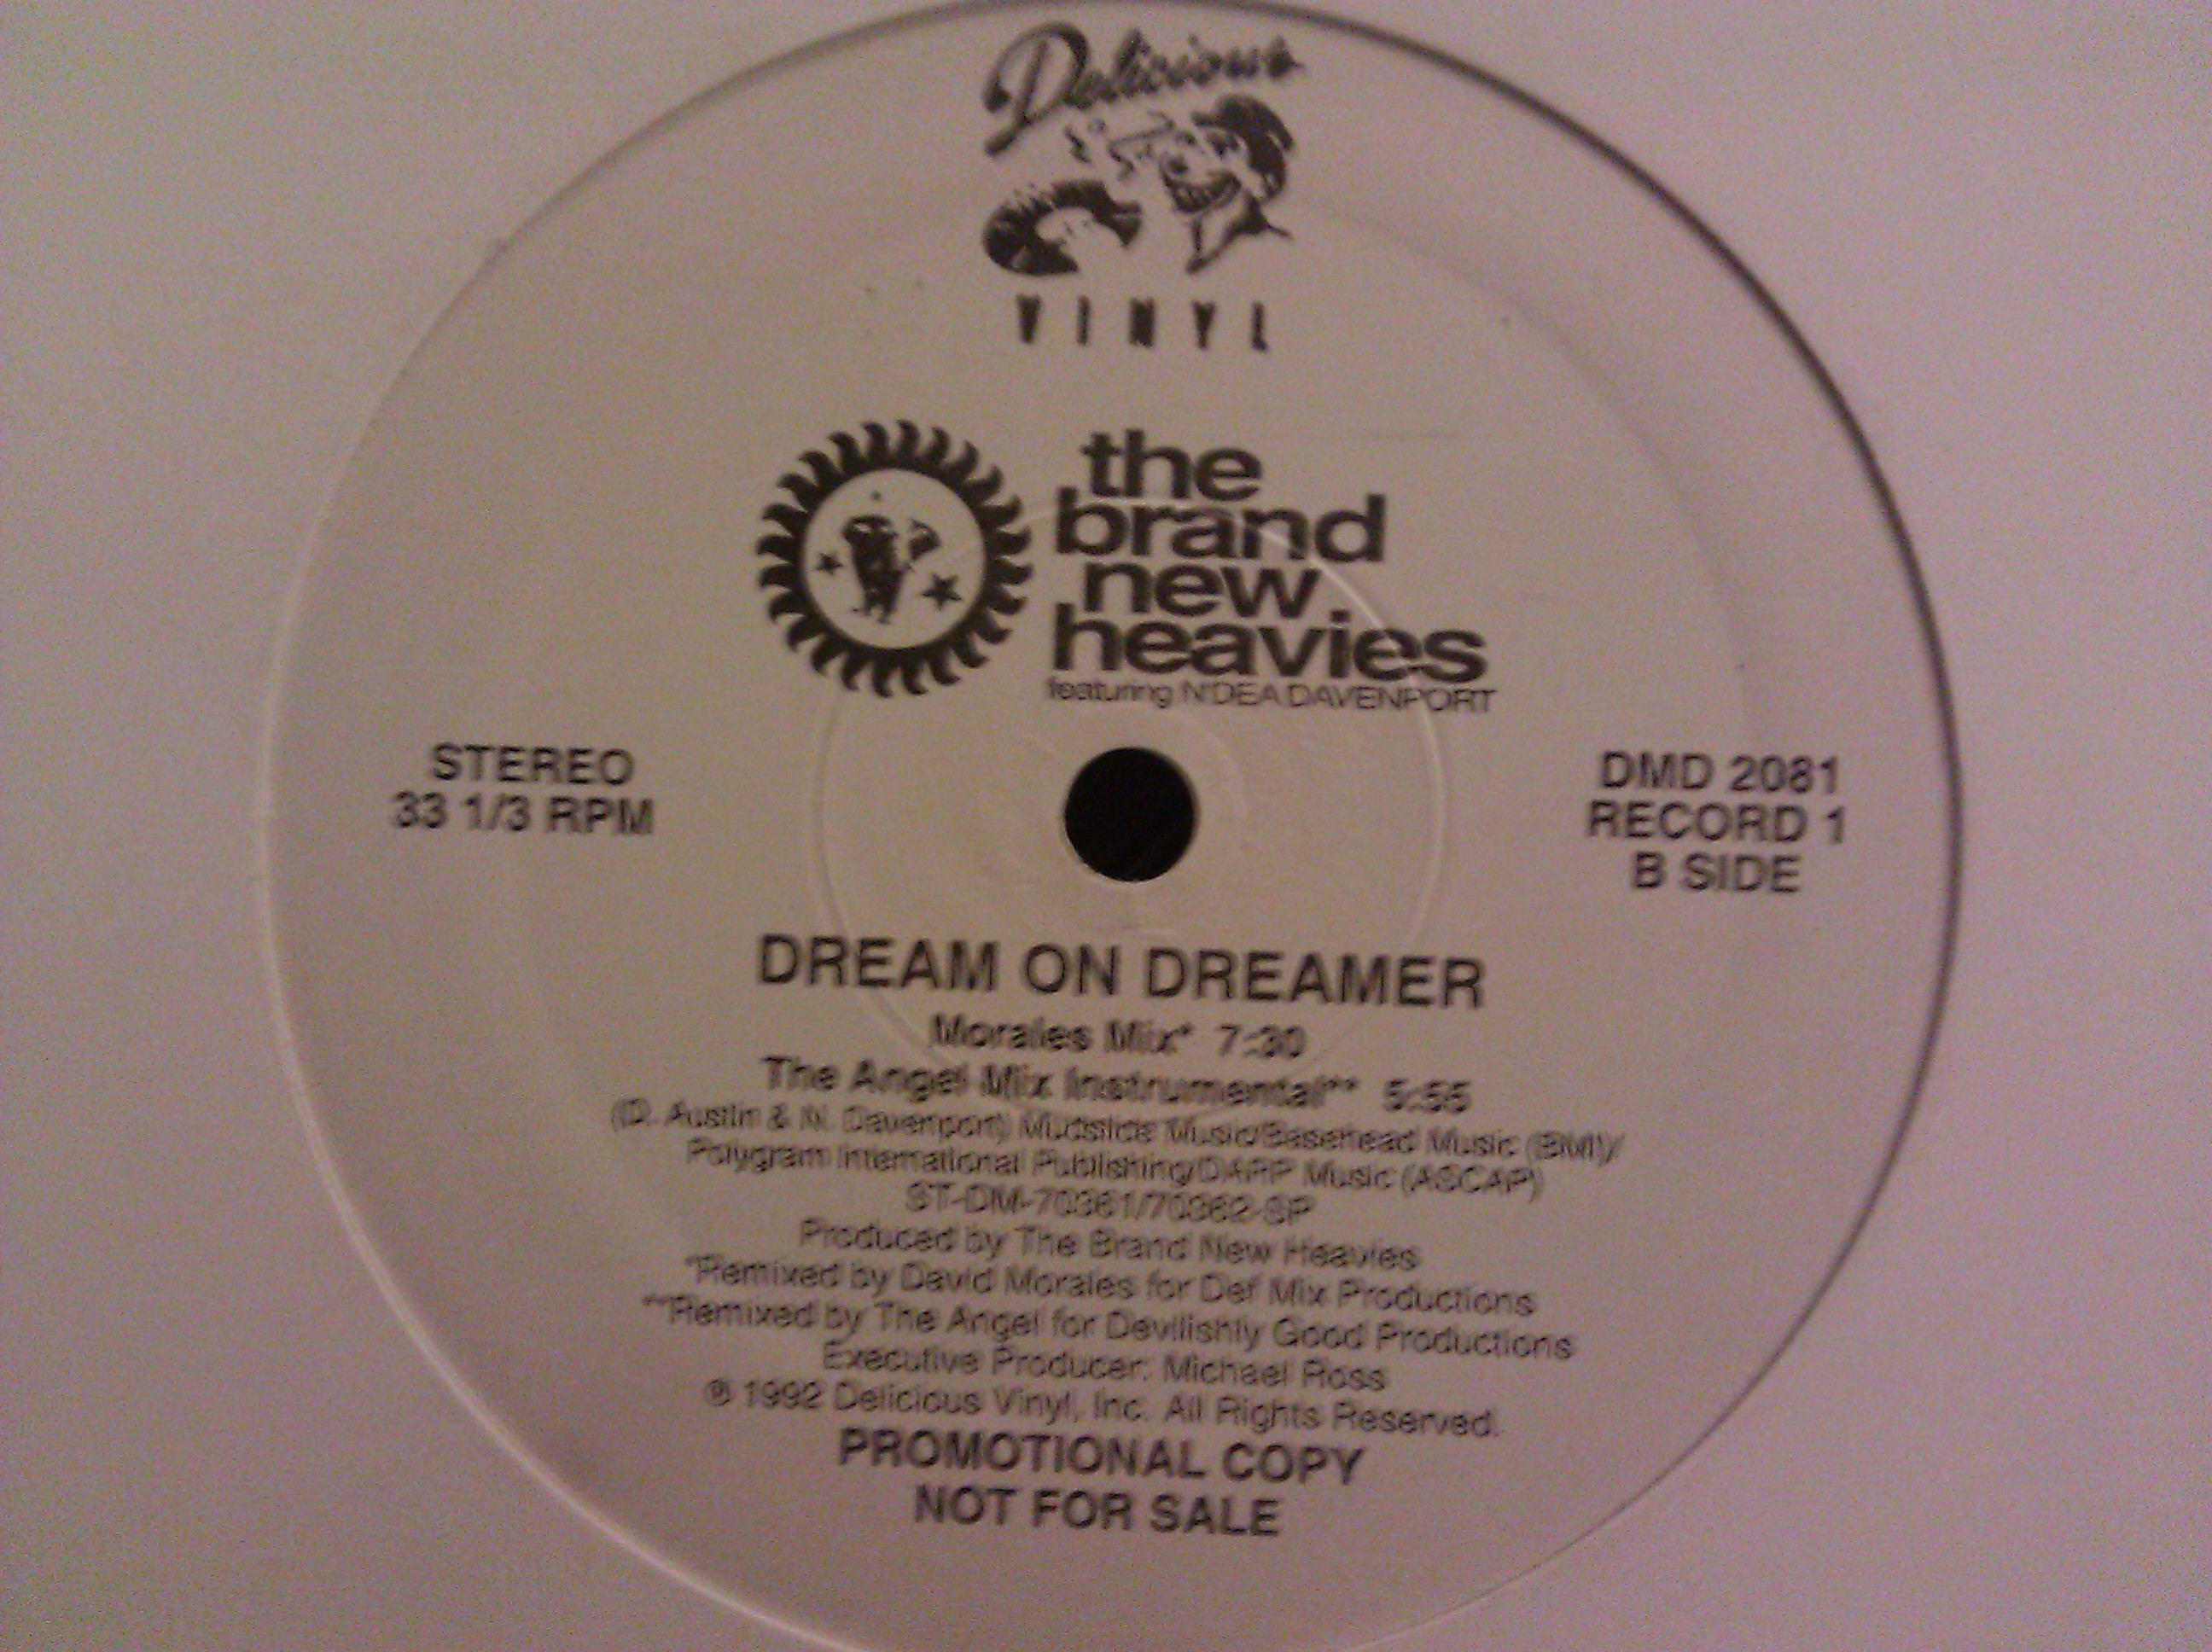 Delicious
VINYL
the
brand
new
heavies
featuring N'DEA DAVENPORT
STEREO
33 1/3 RPM
DMD 2081
RECORD 1
B SIDE
DREAM ON DREAMER
Morales Mix* 7:30
The Angel Mix Instrumental** 5:55
(D. Austin & N. Davenport) Mudslide Music/Basehead Music (BMI)/
Polygram International Publishing/DARP Music (ASCAP)
ST-DM-70361/70362-SP
Produced by The Brand New Heavies
*Remixed by David Morales for Def Mix Productions
**Remixed by The Angel for Devilishly Good Productions
Executive Producer: Michael Ross
℗ 1992 Delicious Vinyl, Inc. All Rights Reserved.
PROMOTIONAL COPY
NOT FOR SALE